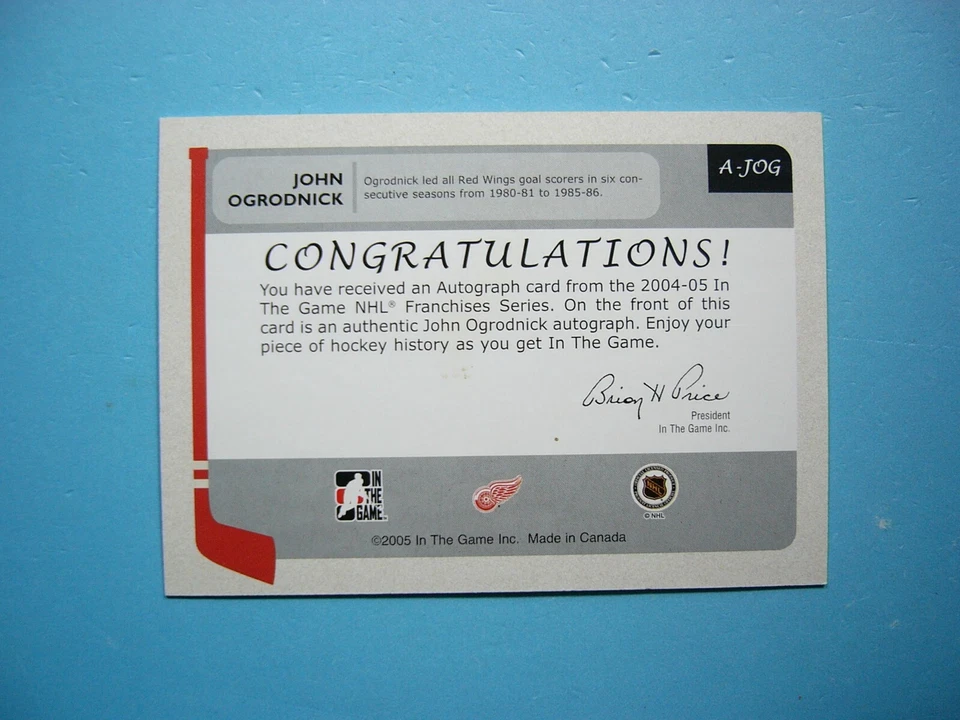 JOHN
OGRODNICK
Ogrodnick led all Red Wings goal scorers in six con-
secutive seasons from 1980-81 to 1985-86.
A-JOG
CONGRATULATIONS!
You have received an Autograph card from the 2004-05 In
The Game NHL® Franchises Series. On the front of this
card is an authentic John Ogrodnick autograph. Enjoy your
piece of hockey history as you get In The Game.
Brian H Price
President
In The Game Inc.
IN
THE
GAME
NHL
© NHL
©2005 In The Game Inc. Made in Canada